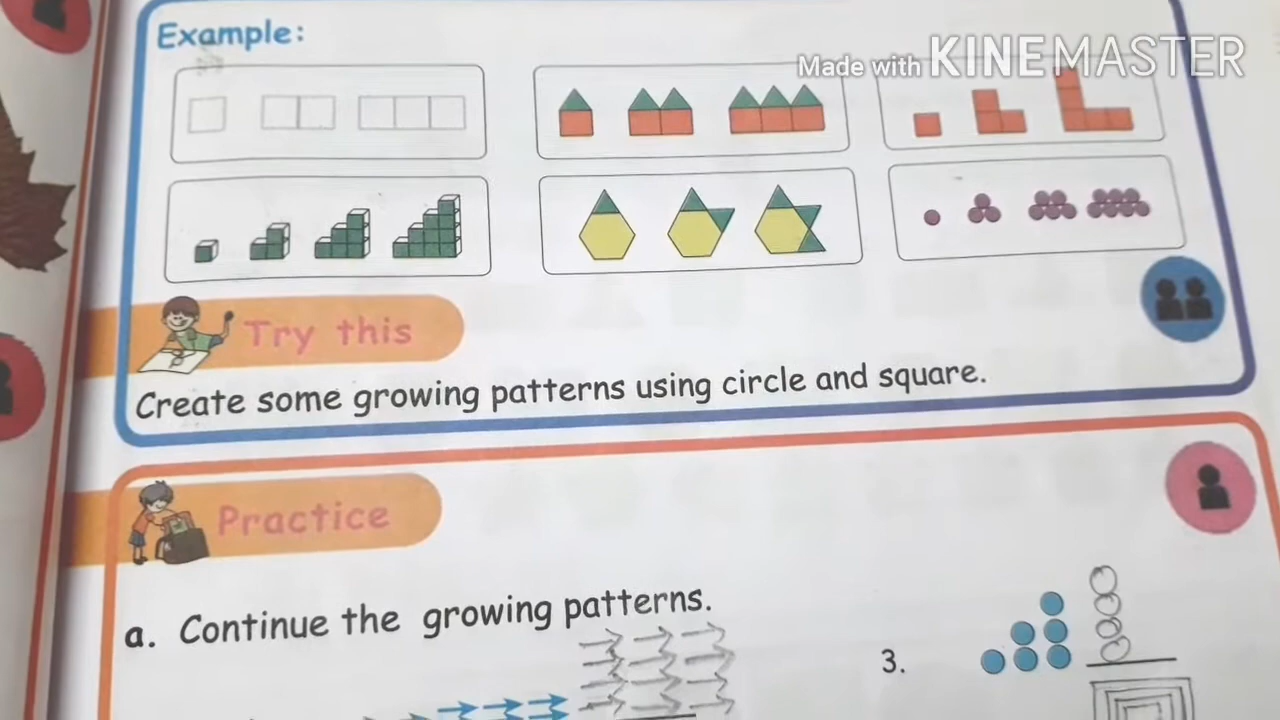 Example:
Made with KINEMASTER
Try this
Create some growing patterns using circle and square.
Practice
a. Continue the growing patterns.
3.